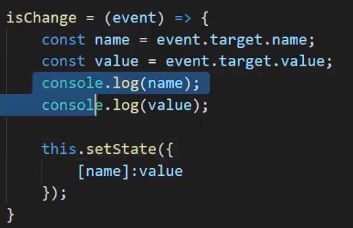 isChange = (event) => {
const name = event.target.name;
const value = event.target.value;
console.log(name);
console.log(value);
this.setState({
[name]:value
});
}